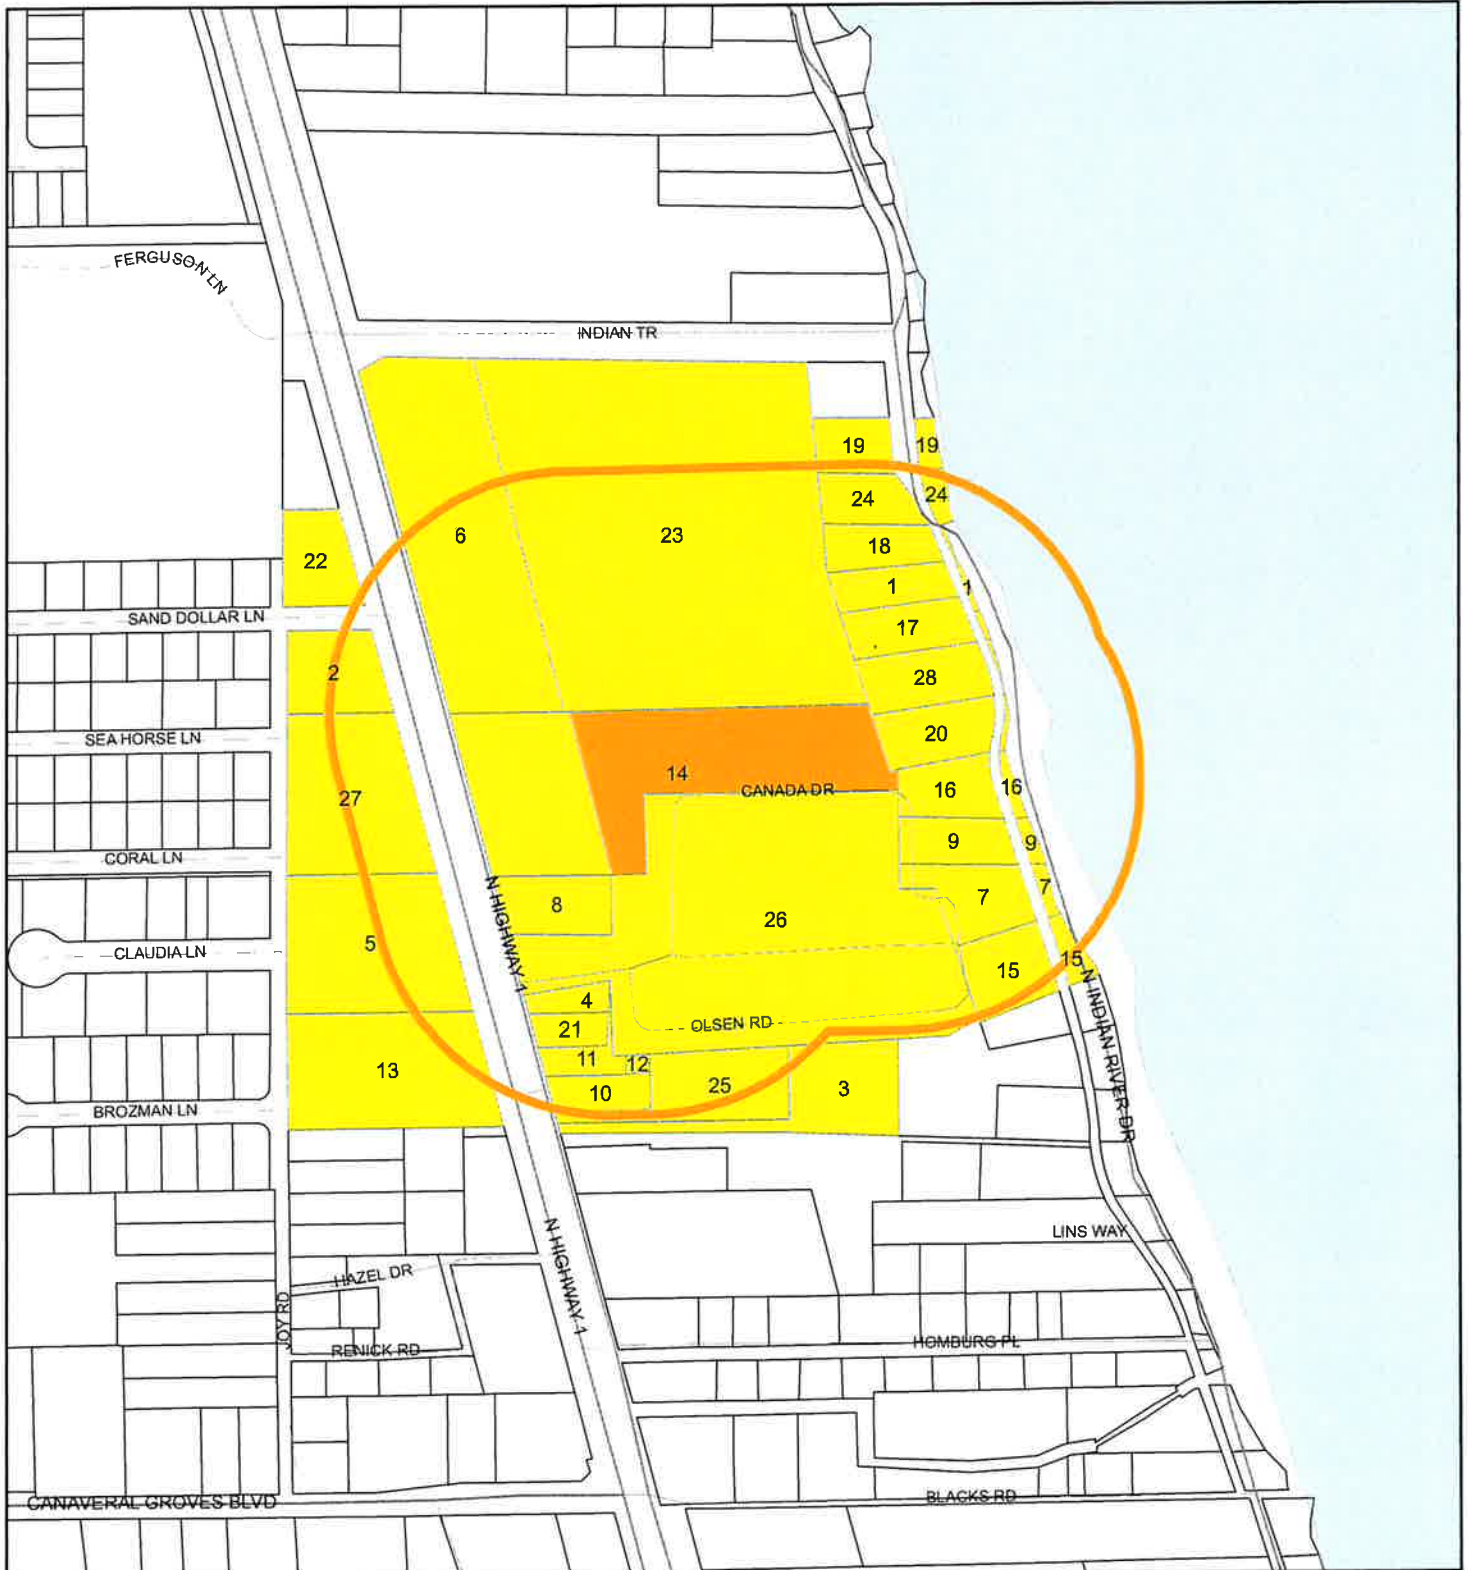 FERGUSON LN
INDIAN TR
19
19
24
24
6
23
18
22
1
1
SAND DOLLAR LN
17
2
28
20
SEA HORSE LN
14
CANADA DR
16
16
27
9
9
CORAL LN
7
7
8
N HIGHWAY 1
26
5
CLAUDIA LN
15
15
4
OLSEN RD
21
N INDIAN RIVER DR
11
12
13
25
3
10
BROZMAN LN
LINS WAY
N HIGHWAY 1
HAZEL DR
JOY RD
RENICK RD
HOMBURG PL
CANAVERAL GROVES BLVD
BLACKS RD